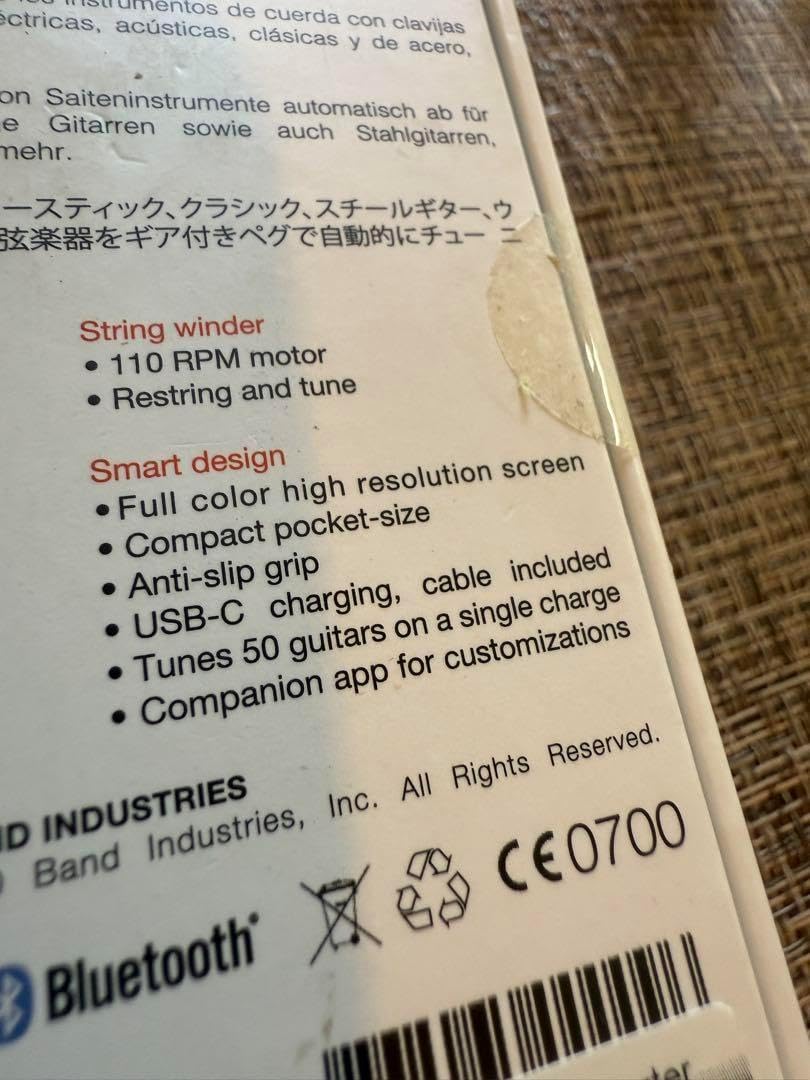 instrumentos de cuerda con clavijas
éctricas, acústicas, clásicas y de acero,
on Saiteninstrumente automatisch ab für
e Gitarren sowie auch Stahlgitarren,
mehr.
ースティック、クラシック、スチールギター、ウ
弦楽器をギア付きペグで自動的にチュー ニ
String winder
• 110 RPM motor
• Restring and tune
Smart design
• Full color high resolution screen
• Compact pocket-size
• Anti-slip grip
• USB-C charging, cable included
• Tunes 50 guitars on a single charge
• Companion app for customizations
ND INDUSTRIES
Band Industries, Inc. All Rights Reserved.
CE0700
Bluetooth®